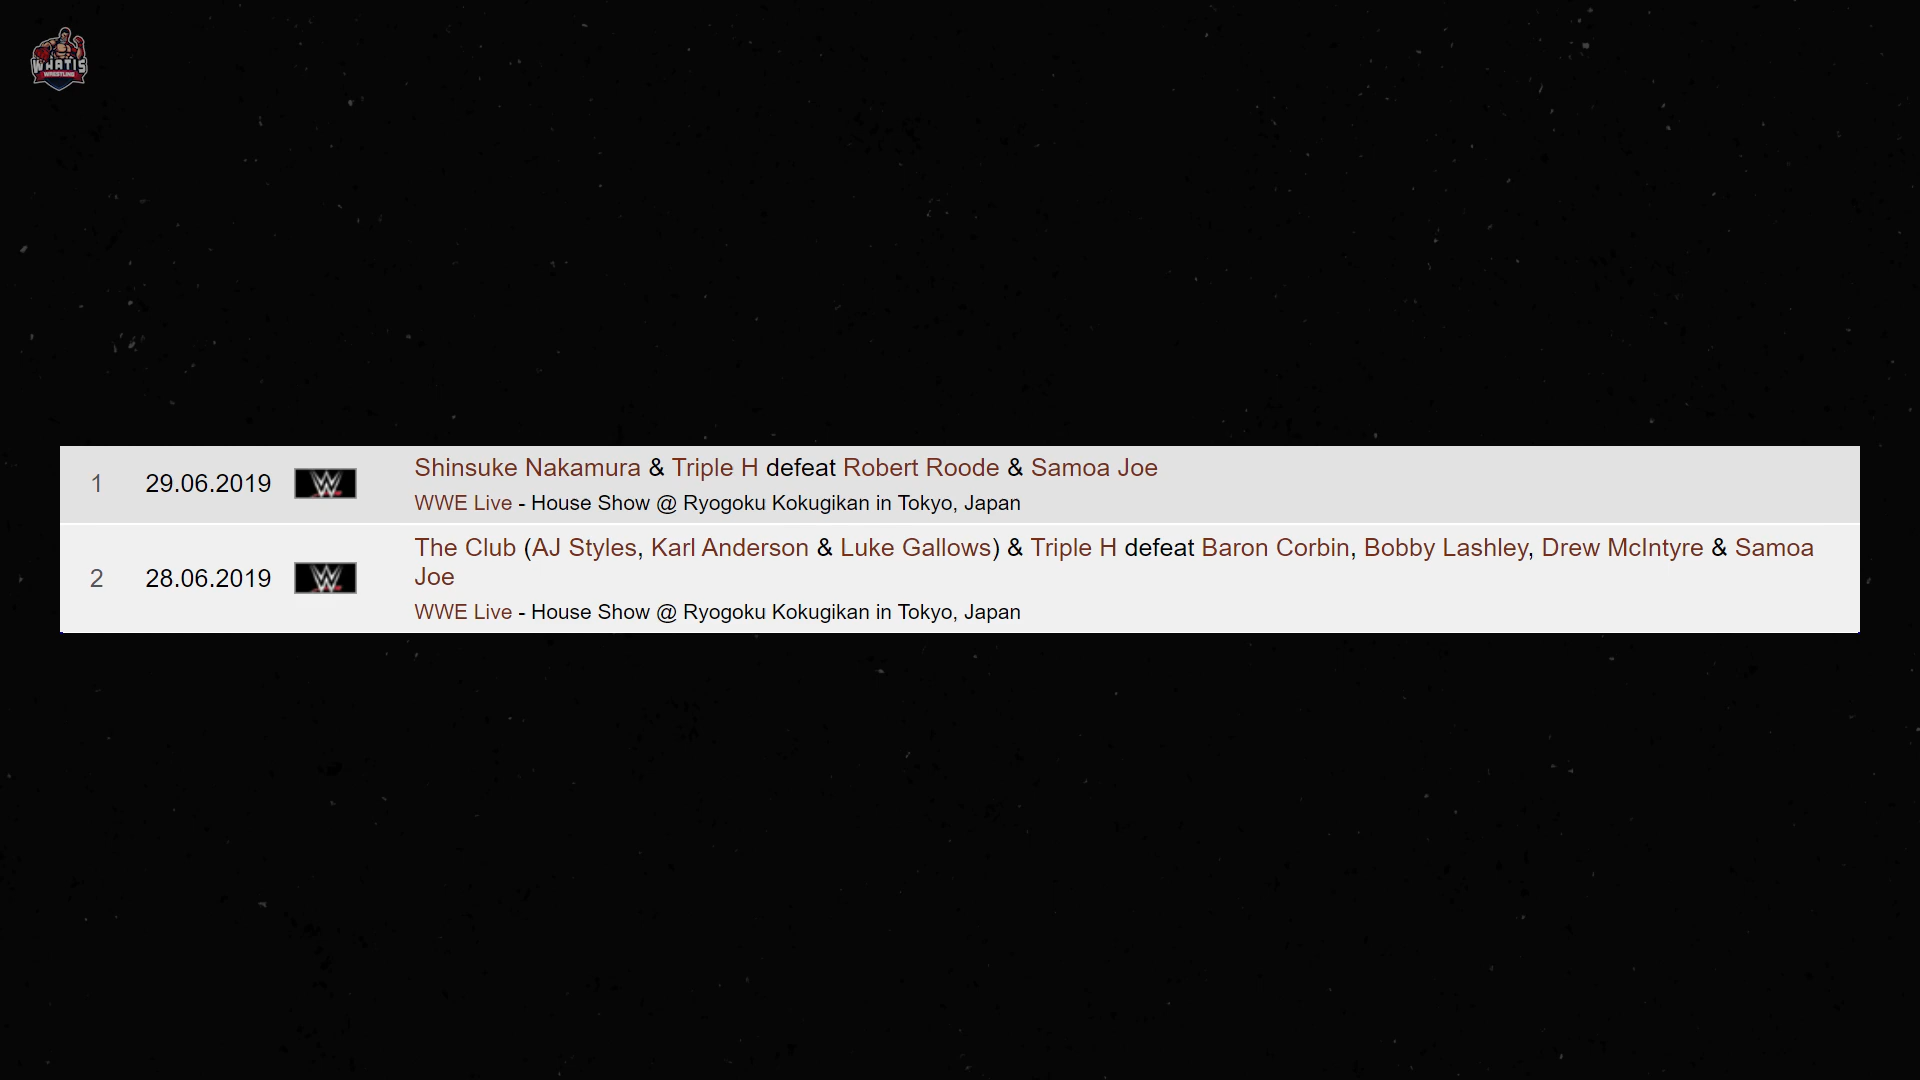 WHATIS
WRESTLING
1 29.06.2019 W Shinsuke Nakamura & Triple H defeat Robert Roode & Samoa Joe
WWE Live - House Show @ Ryogoku Kokugikan in Tokyo, Japan
2 28.06.2019 W The Club (AJ Styles, Karl Anderson & Luke Gallows) & Triple H defeat Baron Corbin, Bobby Lashley, Drew McIntyre & Samoa
Joe
WWE Live - House Show @ Ryogoku Kokugikan in Tokyo, Japan